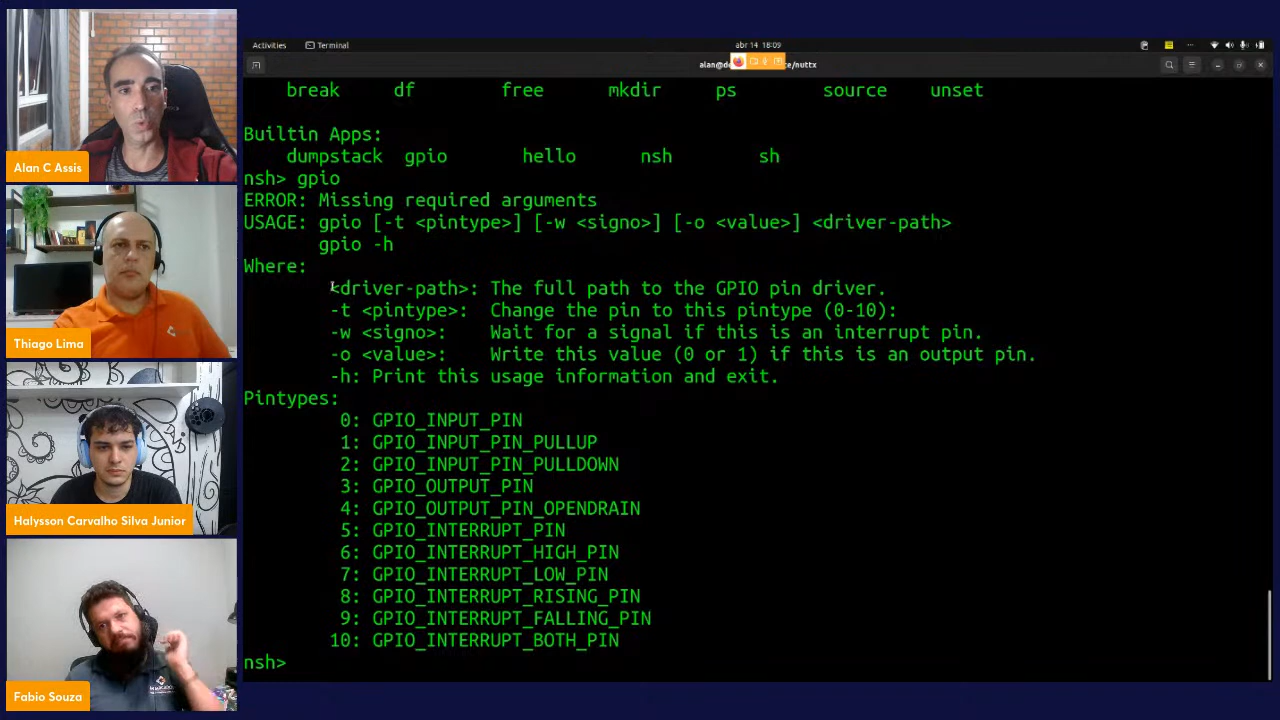 Activities Terminal abr 14 18:09
/nuttx
break df free mkdir ps source unset
Builtin Apps:
dumpstack gpio hello nsh sh
nsh> gpio
ERROR: Missing required arguments
USAGE: gpio [-t <pintype>] [-w <signo>] [-o <value>] <driver-path>
gpio -h
Where:
<driver-path>: The full path to the GPIO pin driver.
-t <pintype>: Change the pin to this pintype (0-10):
-w <signo>: Wait for a signal if this is an interrupt pin.
-o <value>: Write this value (0 or 1) if this is an output pin.
-h: Print this usage information and exit.
Pintypes:
0: GPIO_INPUT_PIN
1: GPIO_INPUT_PIN_PULLUP
2: GPIO_INPUT_PIN_PULLDOWN
3: GPIO_OUTPUT_PIN
4: GPIO_OUTPUT_PIN_OPENDRAIN
5: GPIO_INTERRUPT_PIN
6: GPIO_INTERRUPT_HIGH_PIN
7: GPIO_INTERRUPT_LOW_PIN
8: GPIO_INTERRUPT_RISING_PIN
9: GPIO_INTERRUPT_FALLING_PIN
10: GPIO_INTERRUPT_BOTH_PIN
nsh>
Alan C Assis
Thiago Lima
Halysson Carvalho Silva Junior
Fabio Souza